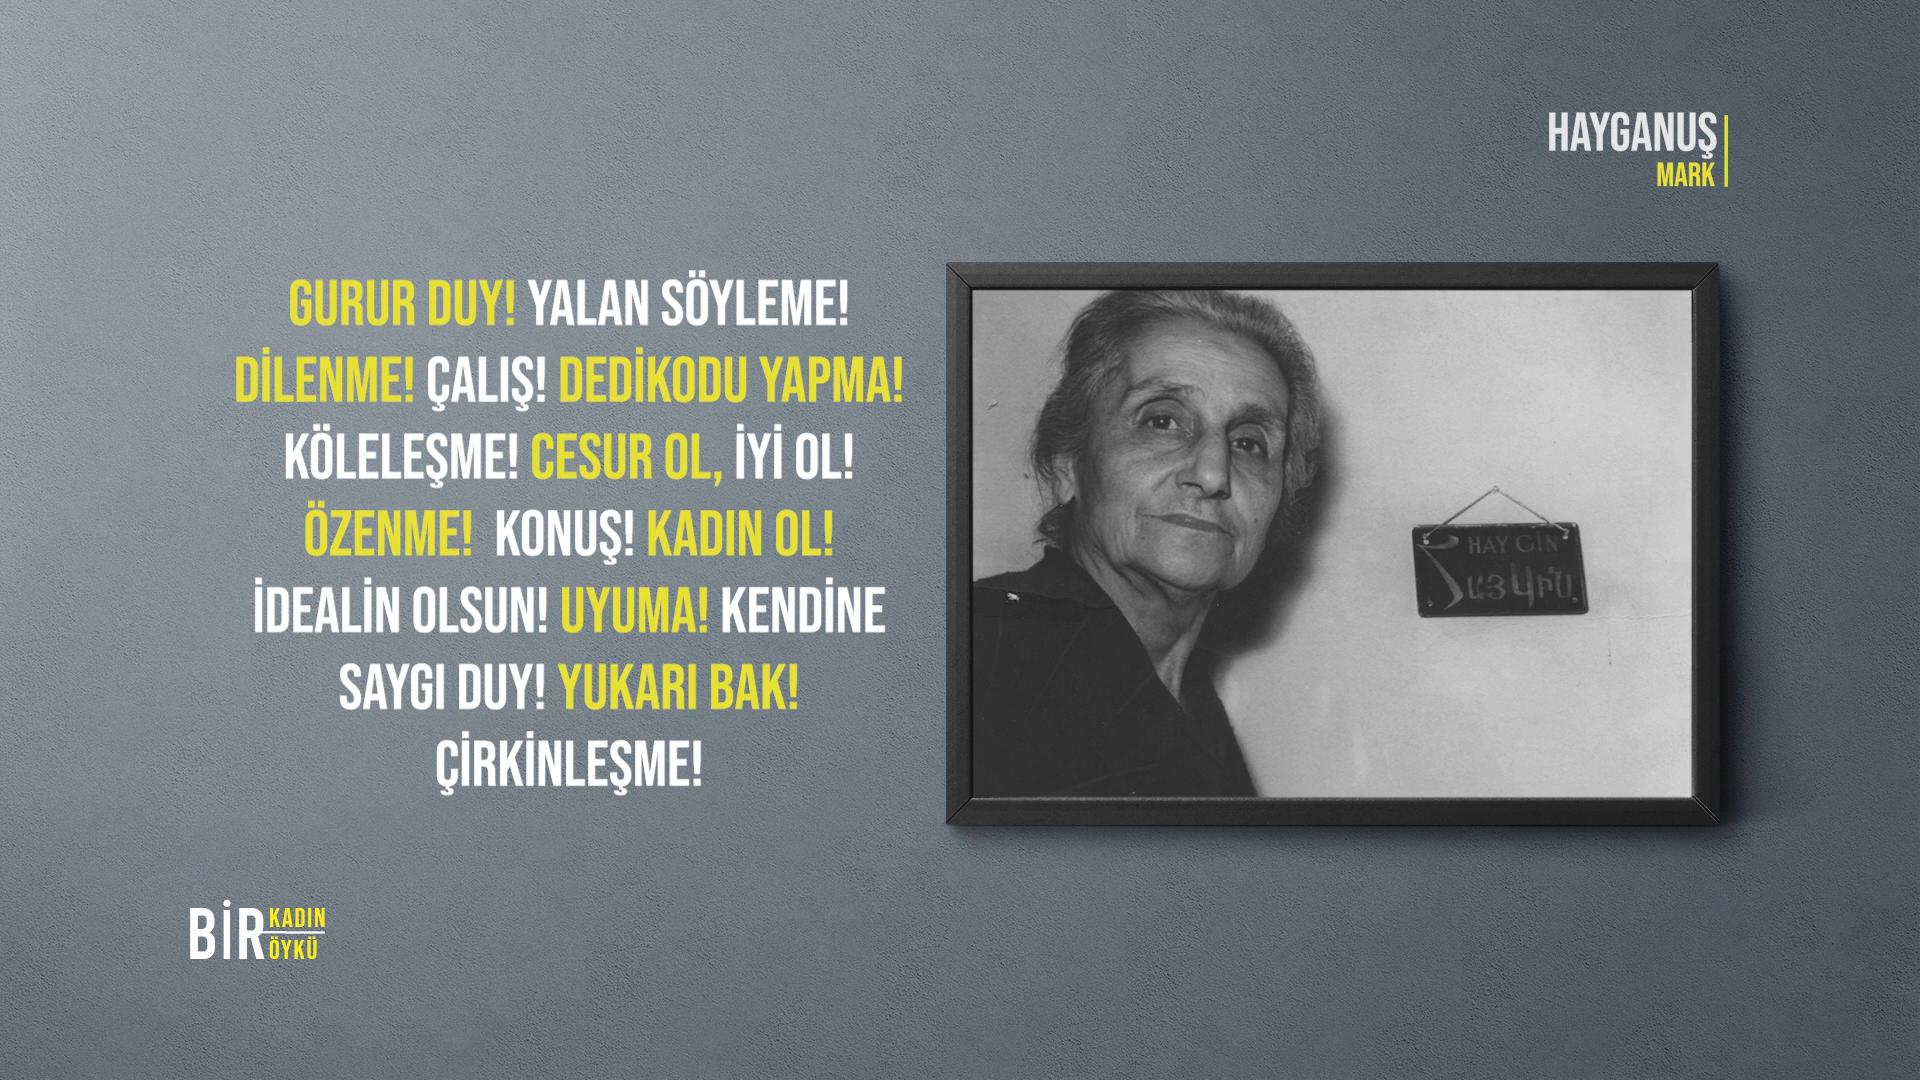 HAYGANUŞ
MARK
GURUR DUY! YALAN SÖYLEME!
DİLENME! ÇALIŞ! DEDİKODU YAPMA!
KÖLELEŞME! CESUR OL, İYİ OL!
ÖZENME! KONUŞ! KADIN OL!
İDEALİN OLSUN! UYUMA! KENDİNE
SAYGI DUY! YUKARI BAK!
ÇİRKİNLEŞME!
HAY GIN
ՀԱՅ ԿԻՆ
BİR KADIN
ÖYKÜ